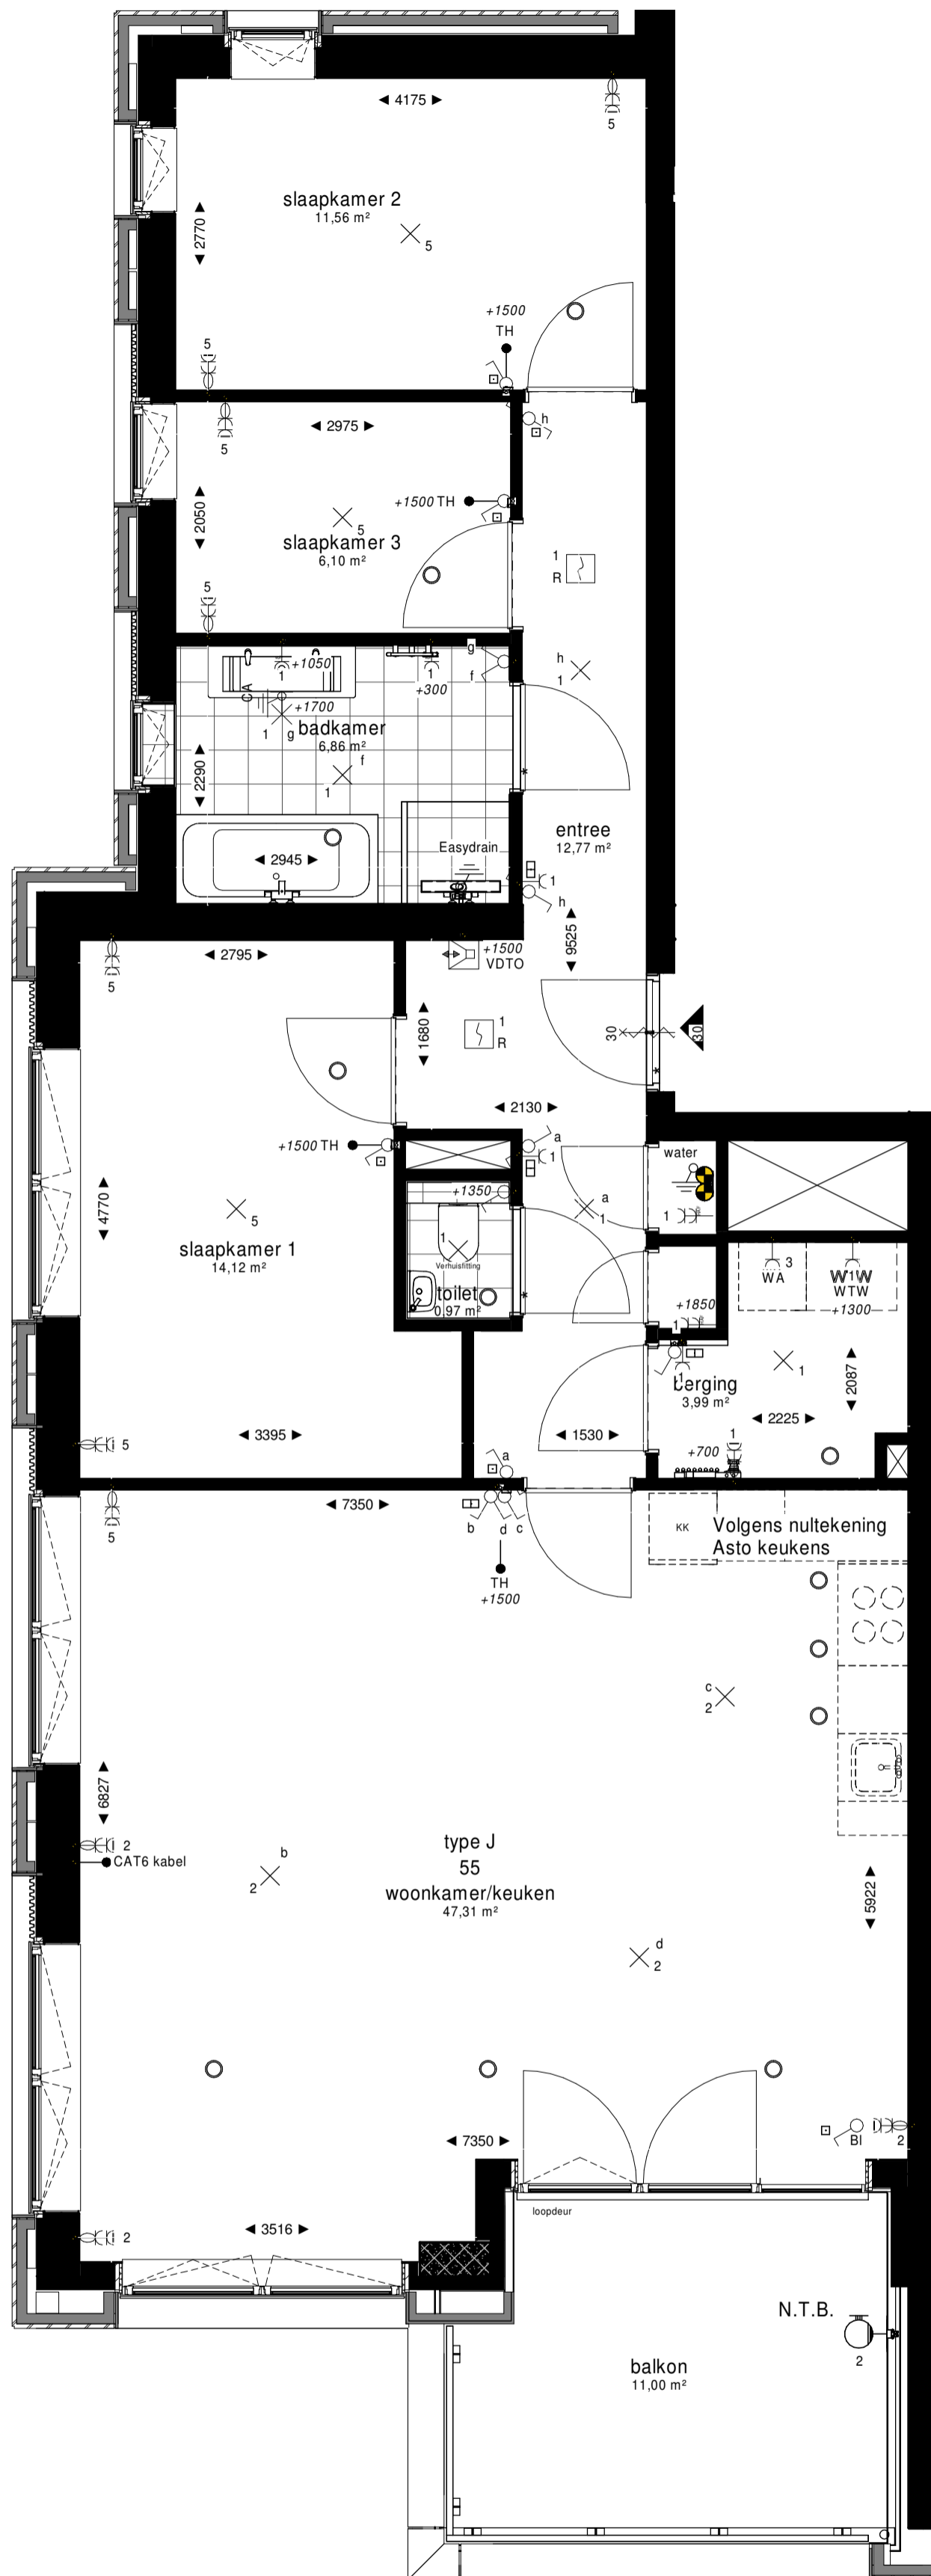 4175
5
slaapkamer 2
11,56 m²
5
2770
+1500
TH
5
h
2975
5
+1500 TH
2050
5
slaapkamer 3
6,10 m²
1
R
5
g
f
1
+1050
1
+300
h
1
CA
+1700
1
g
badkamer
6,86 m²
f
1
2290
entree
12,77 m²
Easydrain
2945
1
h
9525
2795
5
+1500
VDTO
1680
1
R
30
30
2130
+1500 TH
a
1
water
1
4770
5
slaapkamer 1
14,12 m²
+1350
1
Verhuisfitting
toilet
0,97 m²
a
1
3
WA
1
WTW
+1300
+1850
1
1
berging
3,99 m²
1
2087
2225
3395
5
1530
+700
1
a
7350
5
b
d
c
TH
+1500
KK
Volgens nultekening
Asto keukens
c
2
6827
2
CAT6 kabel
b
2
type J
55
woonkamer/keuken
47,31 m²
5922
d
2
BI
2
7350
loopdeur
3516
2
N.T.B.
2
balkon
11,00 m²